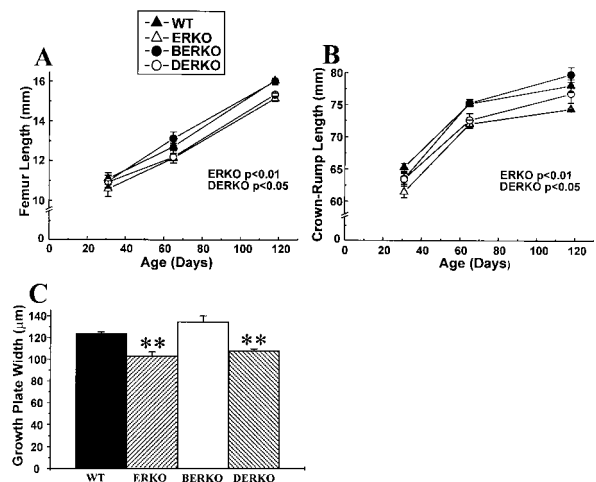 WT
ERKO
BERKO
DERKO
A
Femur Length (mm)
16
14
12
10
0
0 20 40 60 80 100 120
Age (Days)
ERKO p<0.01
DERKO p<0.05
B
Crown-Rump Length (mm)
80
75
70
65
60
0
0 20 40 60 80 100 120
Age (Days)
ERKO p<0.01
DERKO p<0.05
C
Growth Plate Width (µm)
140
120
100
80
60
40
20
0
** **
WT ERKO BERKO DERKO